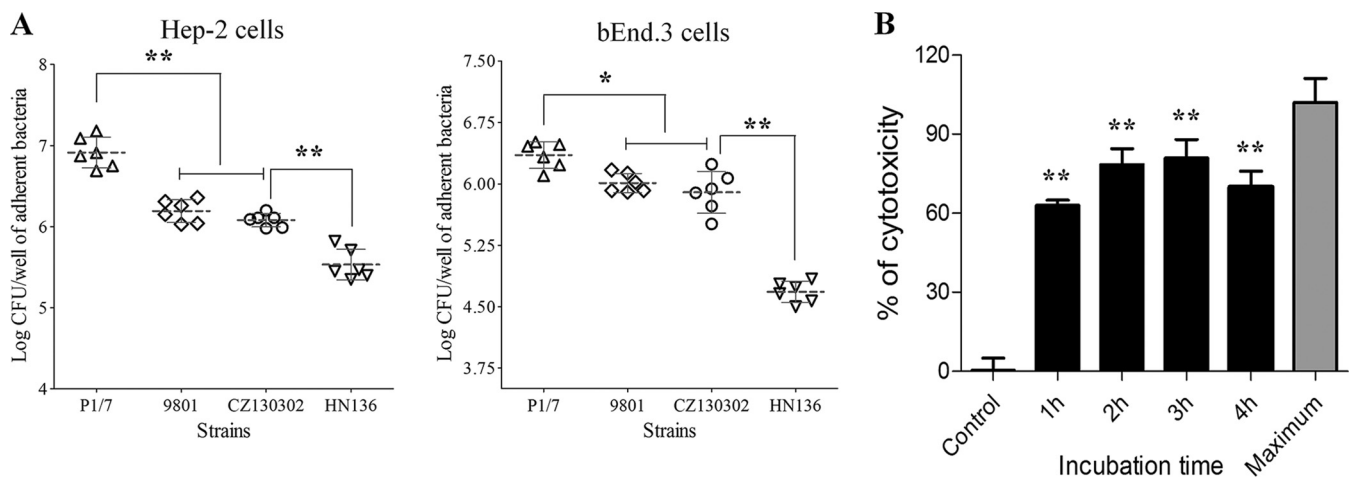 A
Hep-2 cells
Log CFU/well of adherent bacteria
8
7
6
5
4
**
**
P1/7 9801 CZ130302 HN136
Strains
bEnd.3 cells
Log CFU/well of adherent bacteria
7.50
6.75
6.00
5.25
4.50
3.75
*
**
P1/7 9801 CZ130302 HN136
Strains
B
% of cytotoxicity
120
90
60
30
0
** ** ** **
Control 1h 2h 3h 4h Maximum
Incubation time